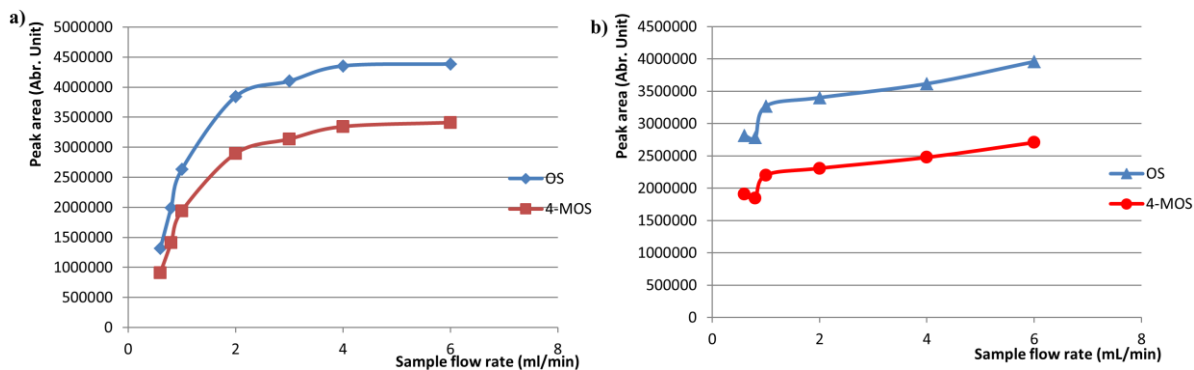 a)
Peak area (Abr. Unit)
5000000
4500000
4000000
3500000
3000000
2500000
2000000
1500000
1000000
500000
0
0 2 4 6 8
Sample flow rate (ml/min)
OS
4-MOS
b)
Peak area (Abr. Unit)
4500000
4000000
3500000
3000000
2500000
2000000
1500000
1000000
500000
0
0 2 4 6 8
Sample flow rate (mL/min)
OS
4-MOS